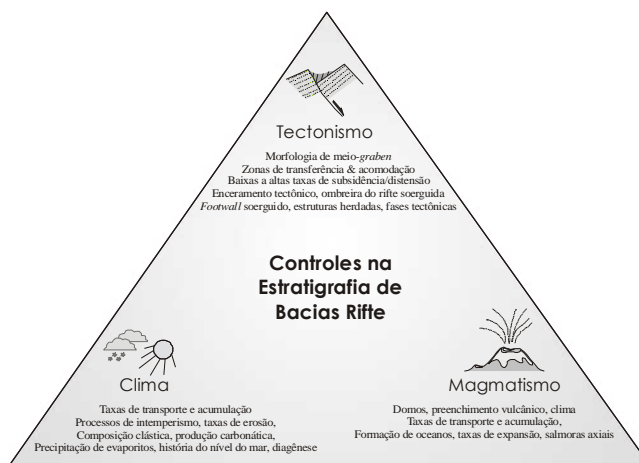 Tectonismo
Morfologia de meio-graben
Zonas de transferência & acomodação
Baixas a altas taxas de subsidência/distensão
Enceramento tectônico, ombreira do rifte soerguida
Footwall soerguido, estruturas herdadas, fases tectônicas
Controles na
Estratigrafia de
Bacias Rifte
Clima
Taxas de transporte e acumulação
Processos de intemperismo, taxas de erosão,
Composição clástica, produção carbonática,
Precipitação de evaporitos, história do nível do mar, diagênese
Magmatismo
Domos, preenchimento vulcânico, clima
Taxas de transporte e acumulação,
Formação de oceanos, taxas de expansão, salmoras axiais